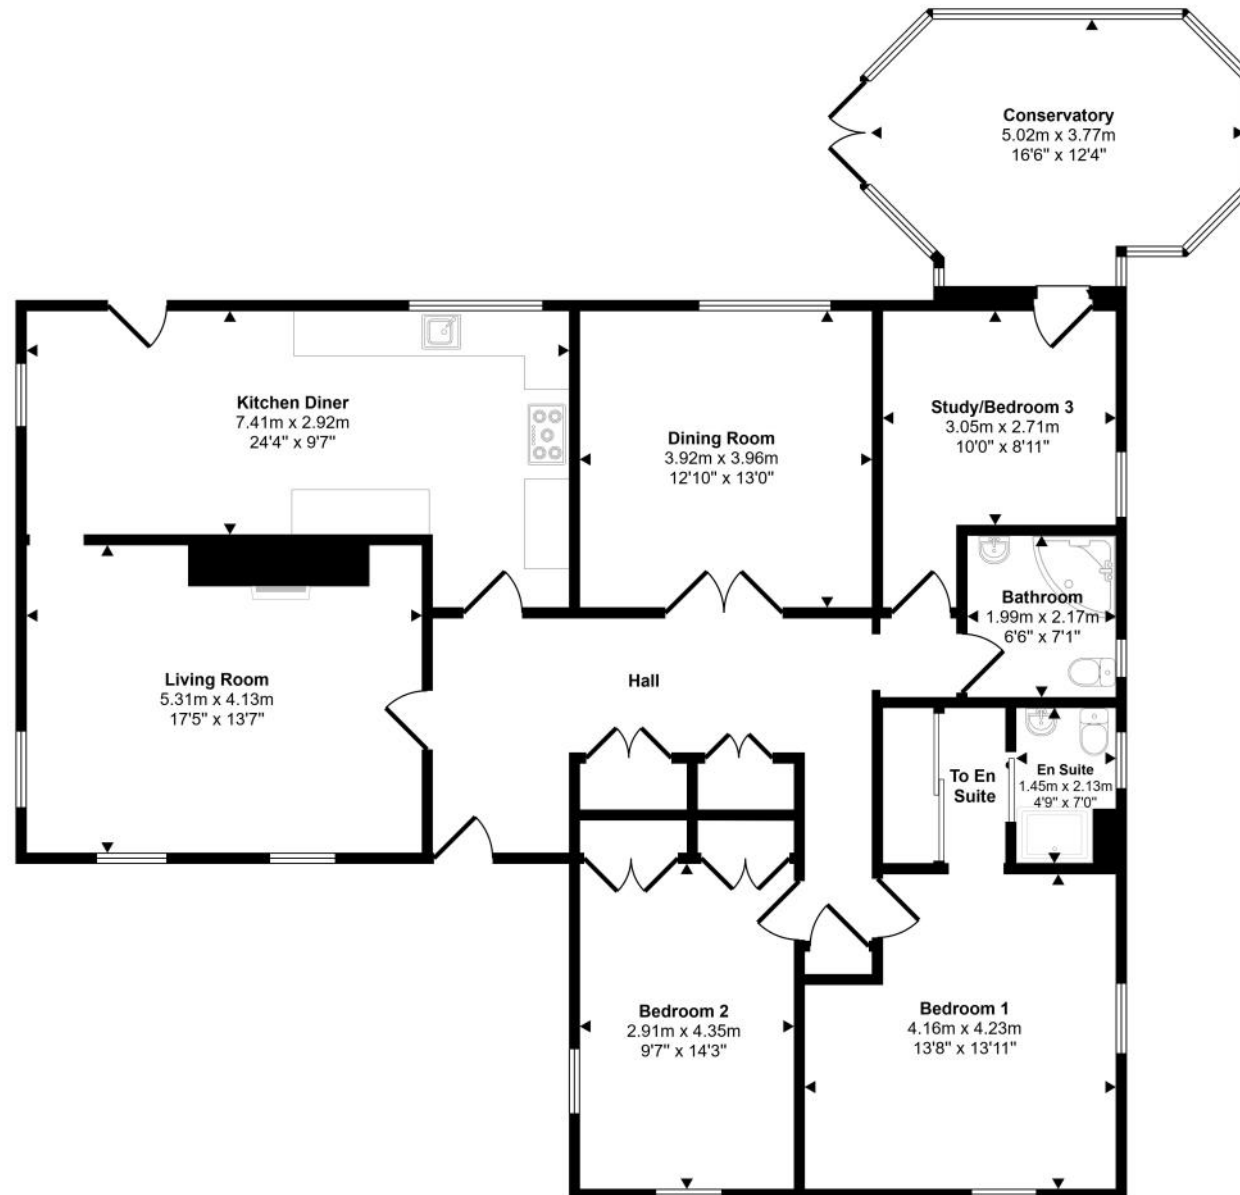 Conservatory
5.02m x 3.77m
16'6" x 12'4"
Kitchen Diner
7.41m x 2.92m
24'4" x 9'7"
Dining Room
3.92m x 3.96m
12'10" x 13'0"
Study/Bedroom 3
3.05m x 2.71m
10'0" x 8'11"
Bathroom
1.99m x 2.17m
6'6" x 7'1"
Living Room
5.31m x 4.13m
17'5" x 13'7"
Hall
To En
Suite
En Suite
1.45m x 2.13m
4'9" x 7'0"
Bedroom 2
2.91m x 4.35m
9'7" x 14'3"
Bedroom 1
4.16m x 4.23m
13'8" x 13'11"